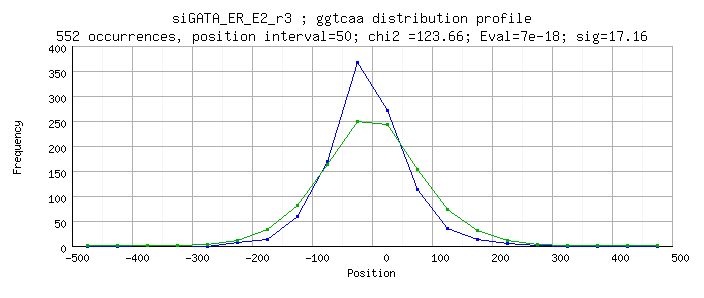 siGATA_ER_E2_r3 ; ggtcaa distribution profile
552 occurrences, position interval=50; chi2 =123.66; Eval=7e-18; sig=17.16
400
350
300
250
200
150
100
50
0
Frequency
-500 -400 -300 -200 -100 0 100 200 300 400 500
Position